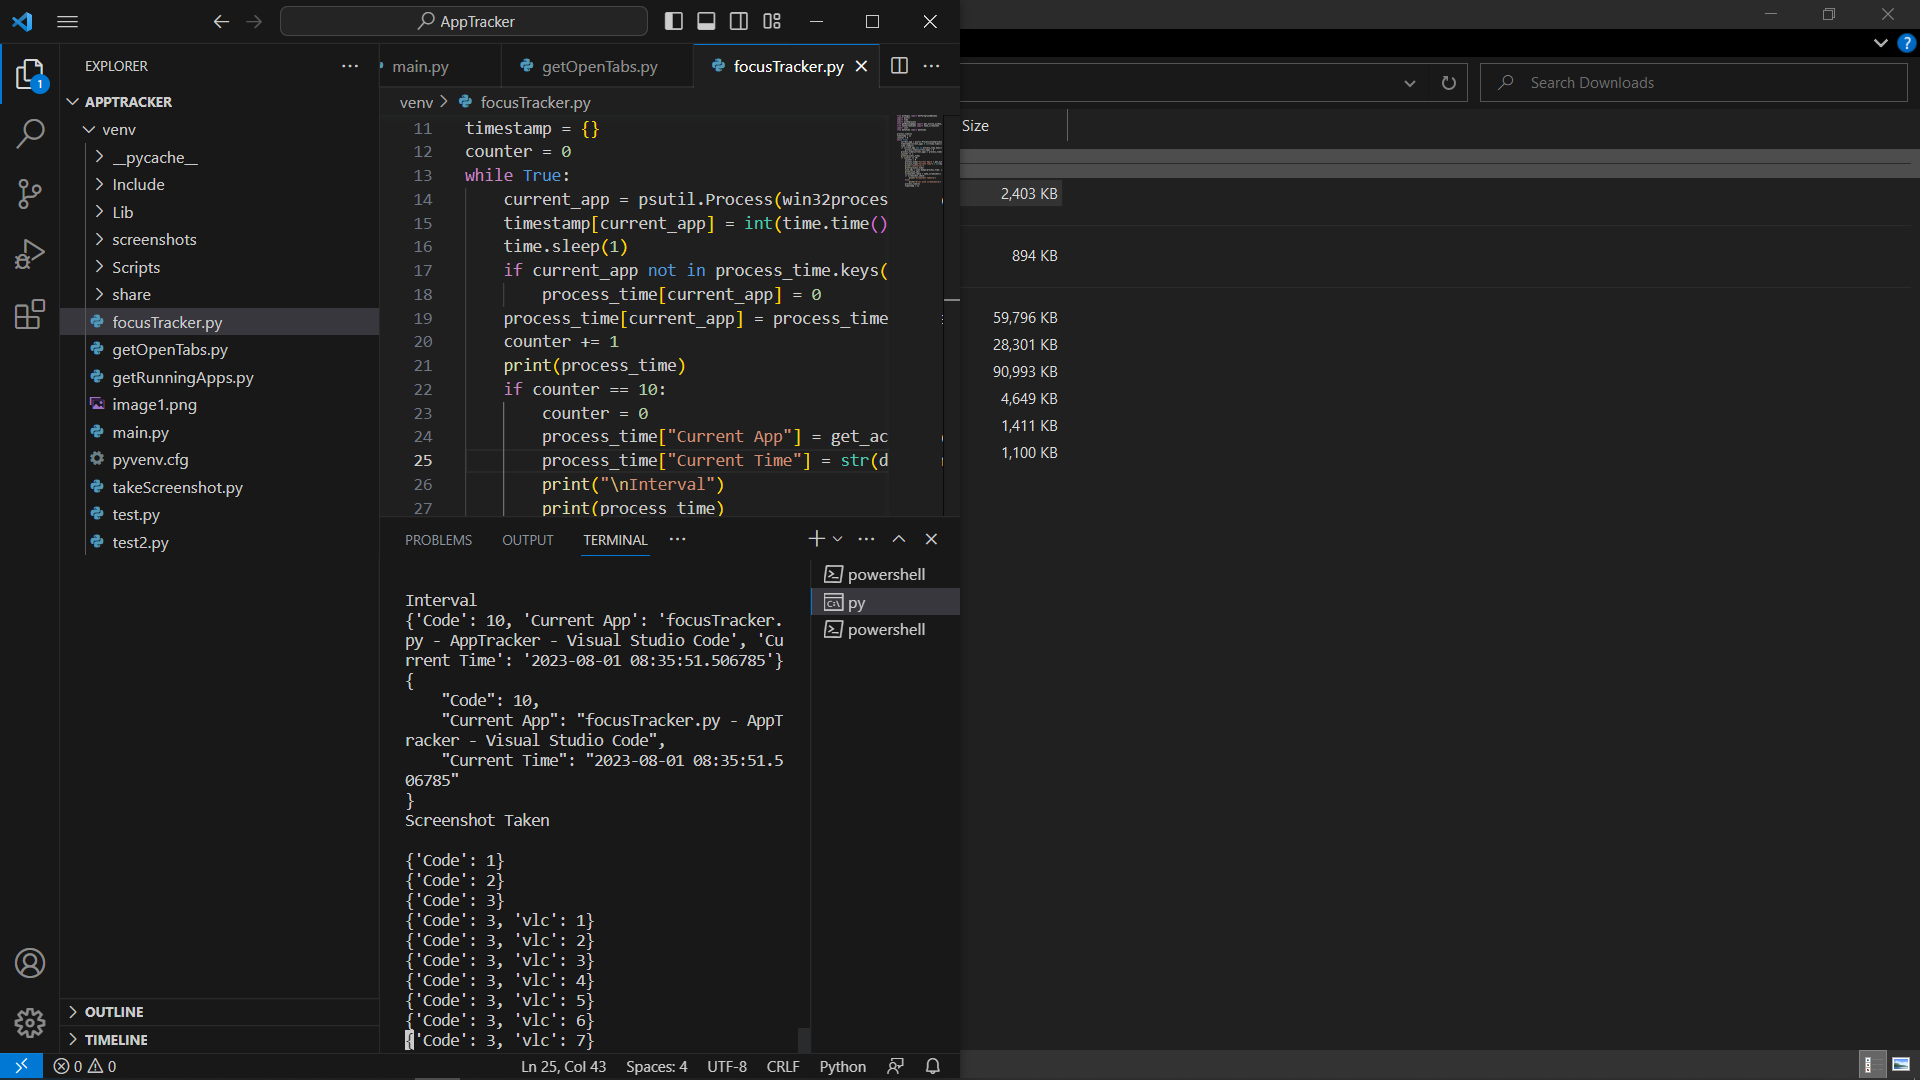 AppTracker
EXPLORER
APPTRACKER
venv
__pycache__
Include
Lib
screenshots
Scripts
share
focusTracker.py
getOpenTabs.py
getRunningApps.py
image1.png
main.py
pyvenv.cfg
takeScreenshot.py
test.py
test2.py
OUTLINE
TIMELINE
1
main.py
getOpenTabs.py
focusTracker.py
venv > focusTracker.py
11 timestamp = {}
12 counter = 0
13 while True:
14 current_app = psutil.Process(win32proces
15 timestamp[current_app] = int(time.time()
16 time.sleep(1)
17 if current_app not in process_time.keys(
18 process_time[current_app] = 0
19 process_time[current_app] = process_time
20 counter += 1
21 print(process_time)
22 if counter == 10:
23 counter = 0
24 process_time["Current App"] = get_ac
25 process_time["Current Time"] = str(d
26 print("\nInterval")
27 print(process_time)
PROBLEMS OUTPUT TERMINAL
powershell
py
powershell
Interval
{'Code': 10, 'Current App': 'focusTracker.
py - AppTracker - Visual Studio Code', 'Cu
rrent Time': '2023-08-01 08:35:51.506785'}
{
"Code": 10,
"Current App": "focusTracker.py - AppT
racker - Visual Studio Code",
"Current Time": "2023-08-01 08:35:51.5
06785"
}
Screenshot Taken
{'Code': 1}
{'Code': 2}
{'Code': 3}
{'Code': 3, 'vlc': 1}
{'Code': 3, 'vlc': 2}
{'Code': 3, 'vlc': 3}
{'Code': 3, 'vlc': 4}
{'Code': 3, 'vlc': 5}
{'Code': 3, 'vlc': 6}
{'Code': 3, 'vlc': 7}
0 0
Ln 25, Col 43 Spaces: 4 UTF-8 CRLF Python
?
Search Downloads
Size
2,403 KB
894 KB
59,796 KB
28,301 KB
90,993 KB
4,649 KB
1,411 KB
1,100 KB